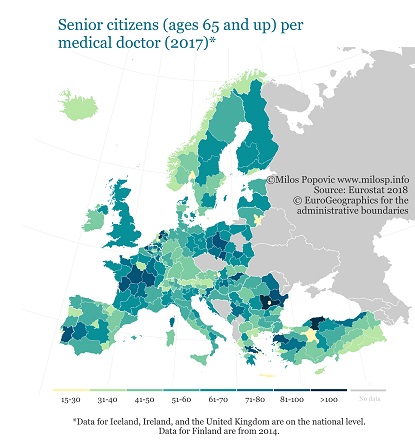 Senior citizens (ages 65 and up) per
medical doctor (2017)*
©Milos Popovic www.milosp.info
Source: Eurostat 2018
© EuroGeographics for the
administrative boundaries
15-30 31-40 41-50 51-60 61-70 71-80 81-100 >100 No data
*Data for Iceland, Ireland, and the United Kingdom are on the national level.
Data for Finland are from 2014.